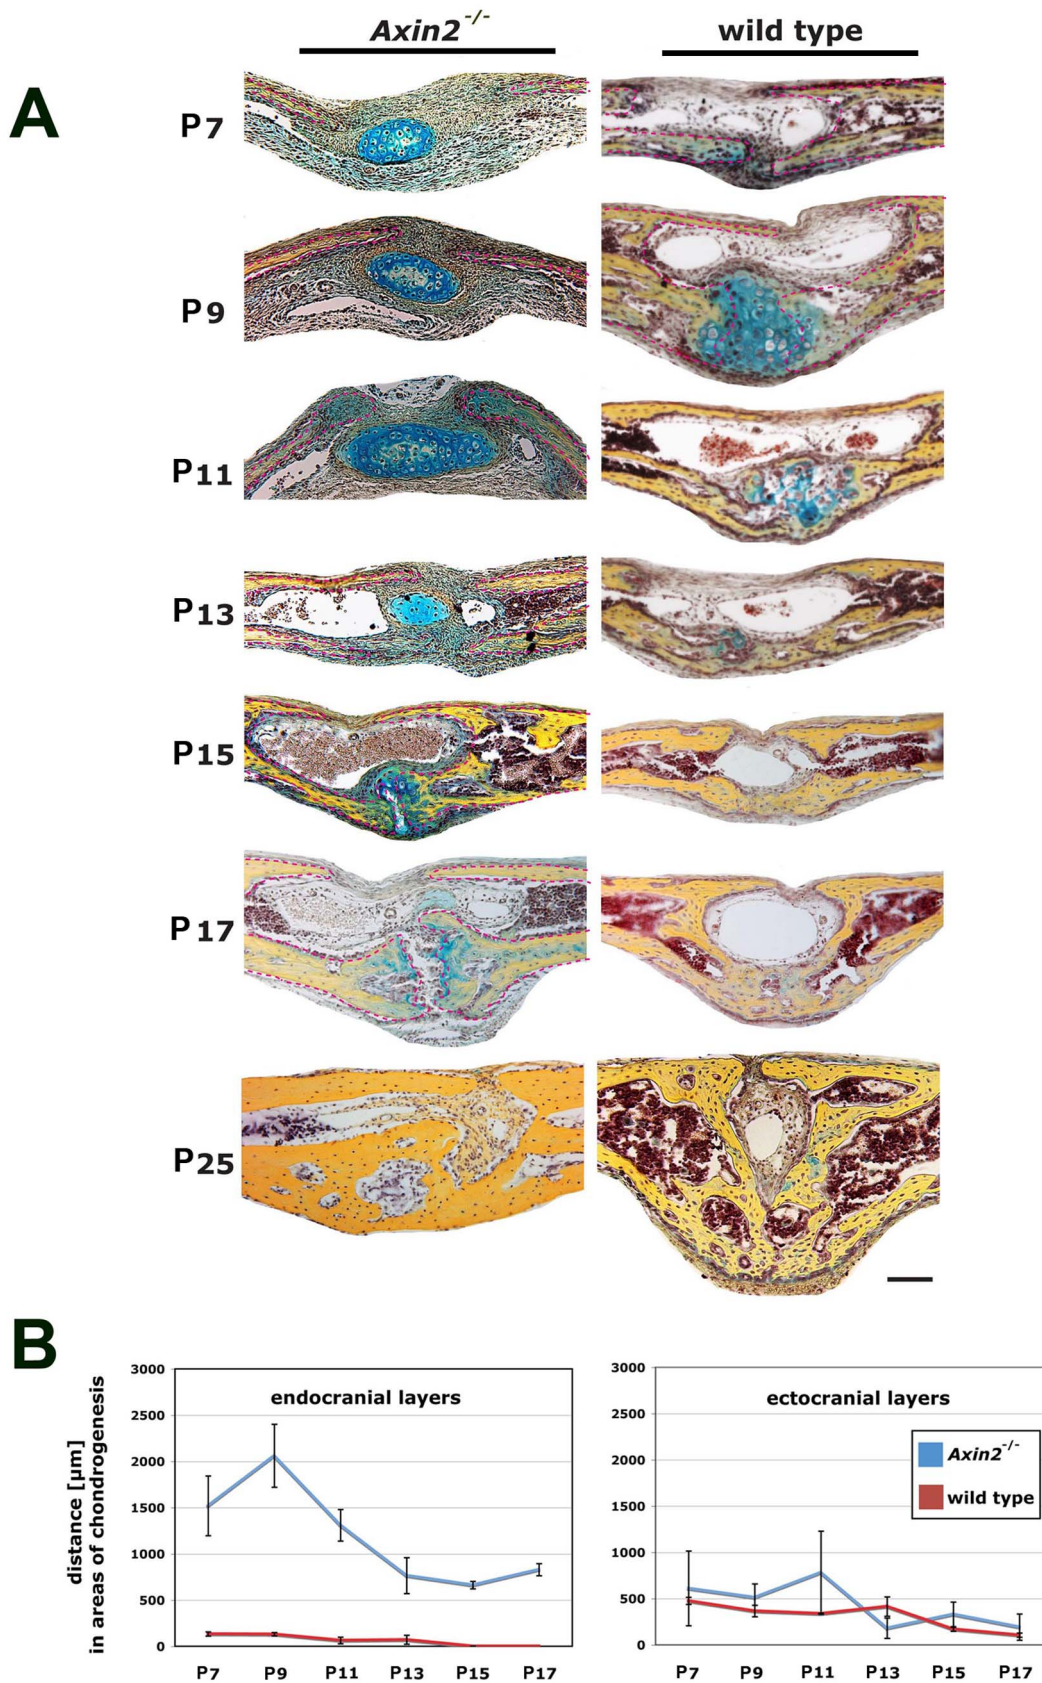 Axin2-/- wild type
A
P7
P9
P11
P13
P15
P17
P25
B
distance [µm]
in areas of chondrogenesis
endocranial layers
3000
2500
2000
1500
1000
500
0
P7 P9 P11 P13 P15 P17
ectocranial layers
3000
2500
2000
1500
1000
500
0
P7 P9 P11 P13 P15 P17
Axin2-/-
wild type